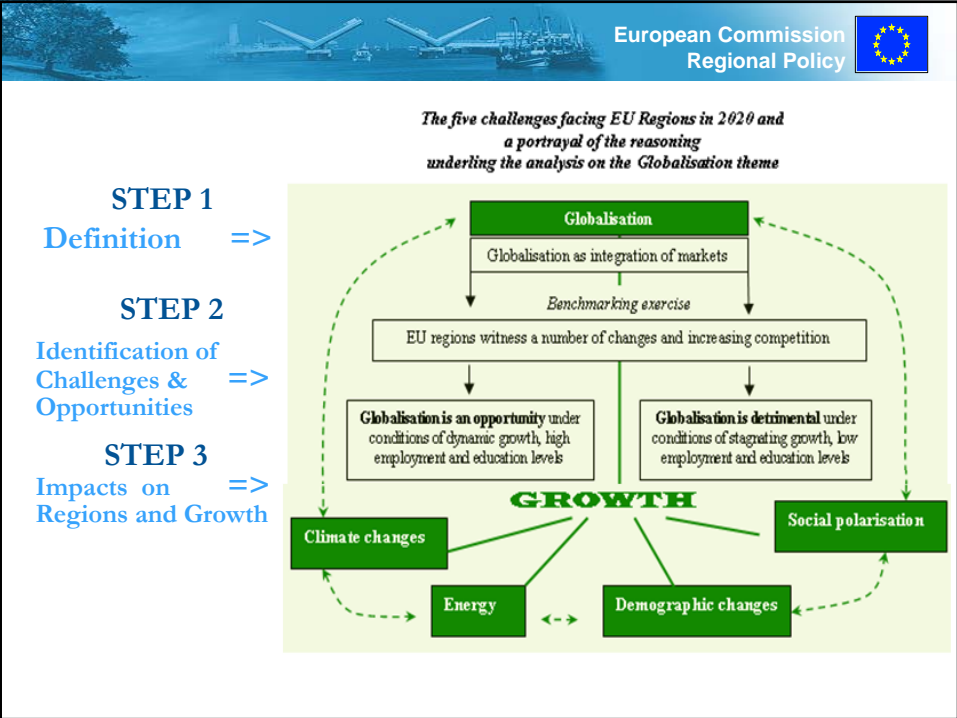 European Commission
Regional Policy
The five challenges facing EU Regions in 2020 and
a portrayal of the reasoning
underling the analysis on the Globalisation theme
STEP 1
Definition =>
STEP 2
Identification of
Challenges & =>
Opportunities
STEP 3
Impacts on =>
Regions and Growth
Globalisation
Globalisation as integration of markets
Benchmarking exercise
EU regions witness a number of changes and increasing competition
Globalisation is an opportunity under
conditions of dynamic growth, high
employment and education levels
Globalisation is detrimental under
conditions of stagnating growth, low
employment and education levels
GROWTH
Climate changes
Social polarisation
Energy
Demographic changes